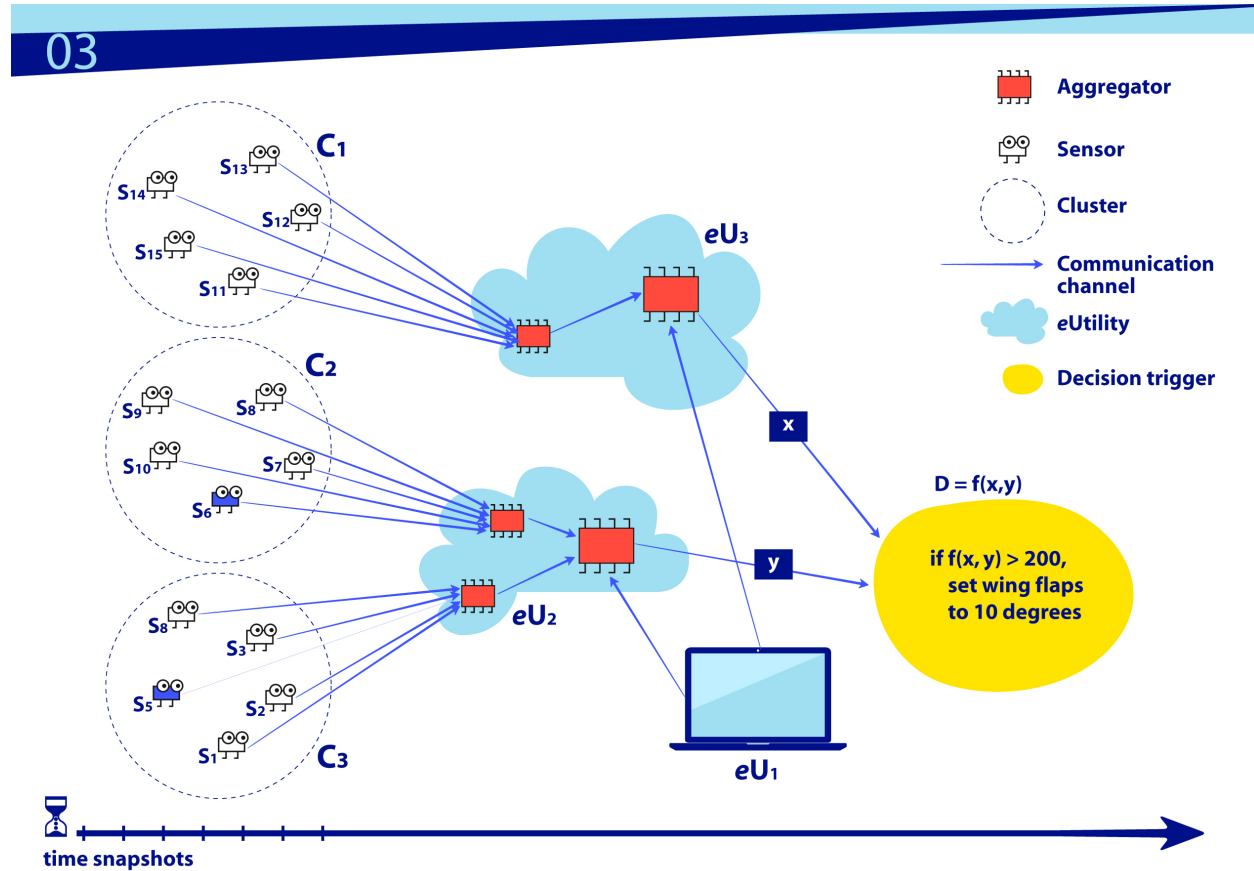 03
Aggregator
Sensor
Cluster
Communication
channel
eUtility
Decision trigger
C1
S13
S14
S12
S15
S11
eU3
C2
S9
S8
S10
S7
S6
x
D = f(x,y)
if f(x, y) > 200,
set wing flaps
to 10 degrees
y
eU2
S8
S3
S5
S2
S1
C3
eU1
time snapshots